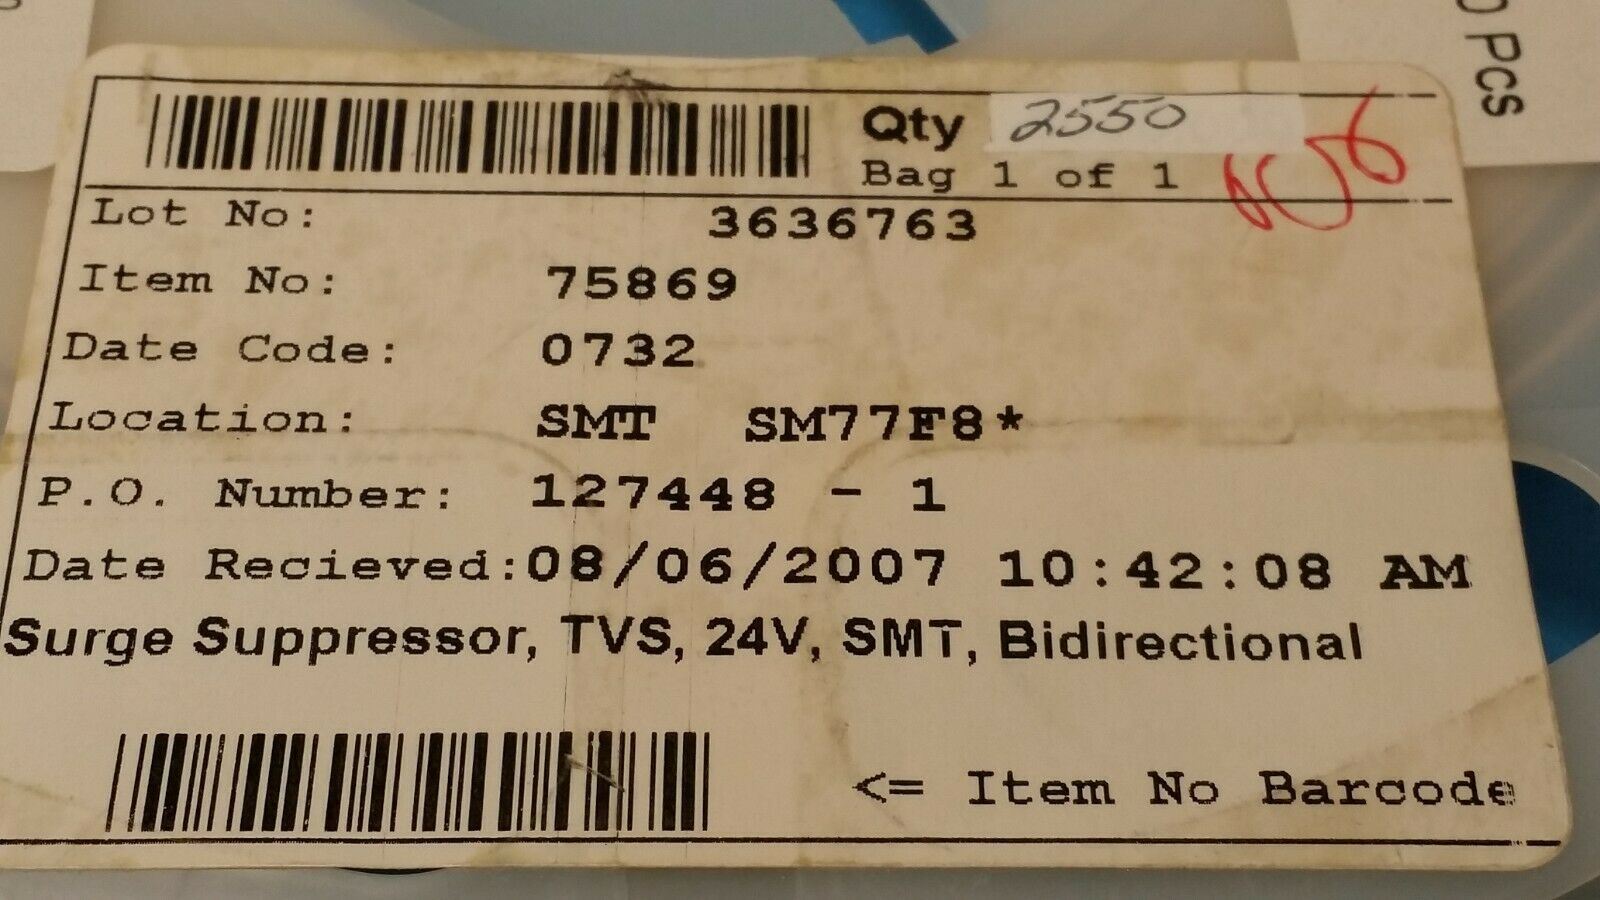 Qty 2550
Bag 1 of 1
Lot No: 3636763
Item No: 75869
Date Code: 0732
Location: SMT SM77F8*
P.O. Number: 127448 - 1
Date Recieved:08/06/2007 10:42:08 AM
Surge Suppressor, TVS, 24V, SMT, Bidirectional
<= Item No Barcode
Pcs